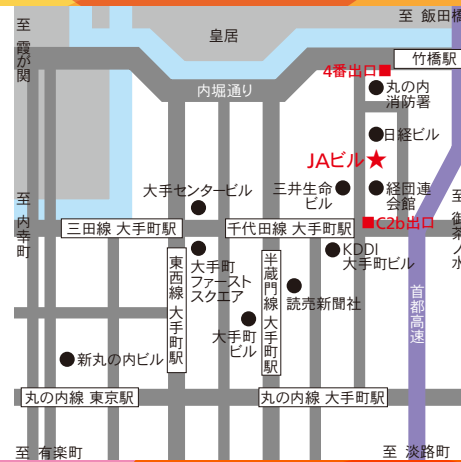 至 飯田橋
至 霞が関
皇居
竹橋駅
4番出口
内堀通り
丸の内
消防署
日経ビル
JAビル
大手センタービル
三井生命
ビル
経団連
会館
至 内幸町
至 御茶ノ水
C2b出口
三田線 大手町駅
千代田線 大手町駅
KDDI
大手町ビル
東西線 大手町駅
大手町
ファースト
スクエア
半蔵門線 大手町駅
読売新聞社
首都高速
大手町
ビル
新丸の内ビル
丸の内線 東京駅
丸の内線 大手町駅
至 有楽町
至 淡路町